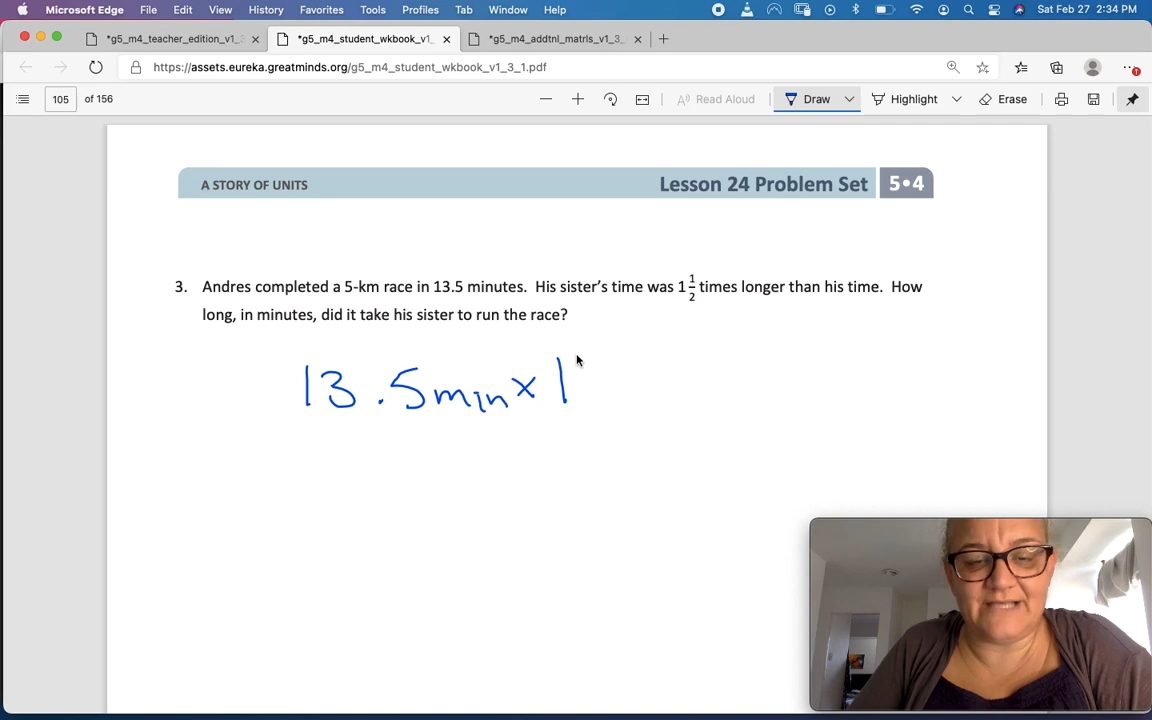 Microsoft Edge File Edit View History Favorites Tools Profiles Tab Window Help Sat Feb 27 2:34 PM
*g5_m4_teacher_edition_v1_3 *g5_m4_student_wkbook_v1_ *g5_m4_addtnl_matrls_v1_3_
https://assets.eureka.greatminds.org/g5_m4_student_wkbook_v1_3_1.pdf
105 of 156 Read Aloud Draw Highlight Erase
A STORY OF UNITS Lesson 24 Problem Set 5•4
3. Andres completed a 5-km race in 13.5 minutes. His sister's time was 1 1/2 times longer than his time. How
long, in minutes, did it take his sister to run the race?
13.5 min × 1